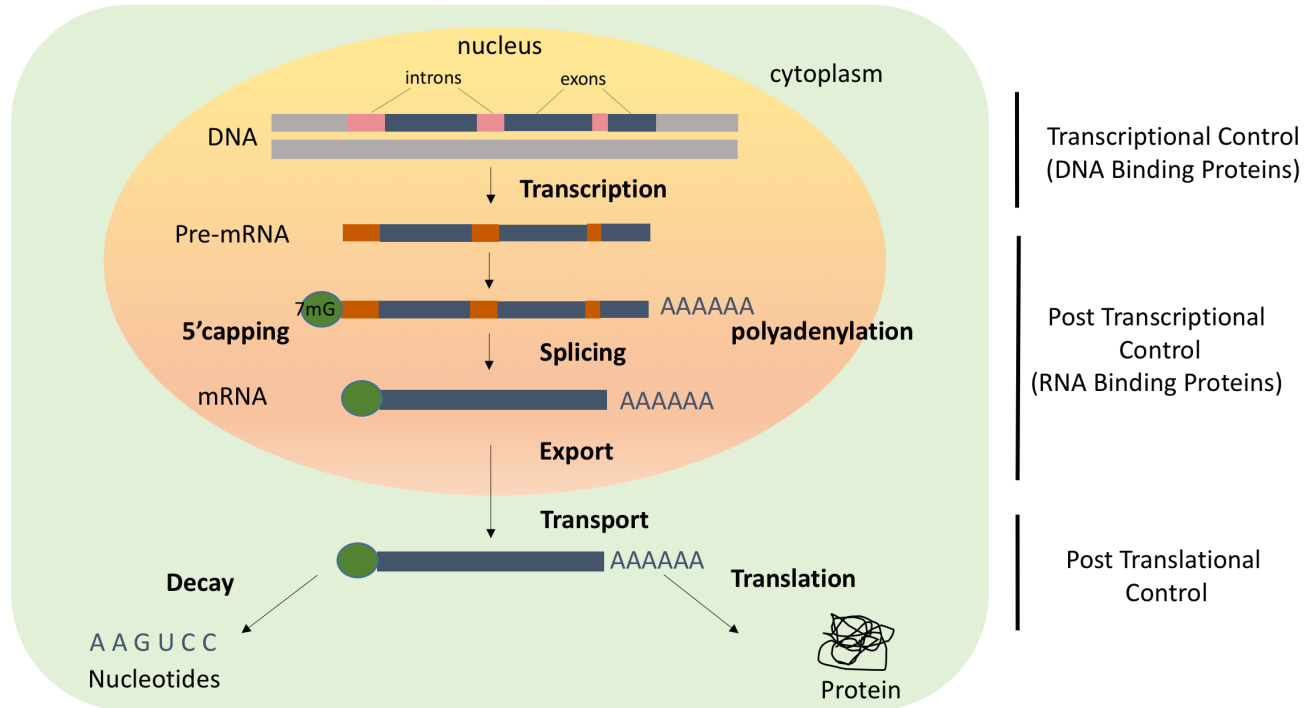 nucleus
cytoplasm
introns
exons
DNA
Transcription
Pre-mRNA
7mG
AAAAAA
5'capping
polyadenylation
Splicing
mRNA
AAAAAA
Export
Transport
AAAAAA
Decay
Translation
A A G U C C
Nucleotides
Protein
Transcriptional Control
(DNA Binding Proteins)
Post Transcriptional
Control
(RNA Binding Proteins)
Post Translational
Control